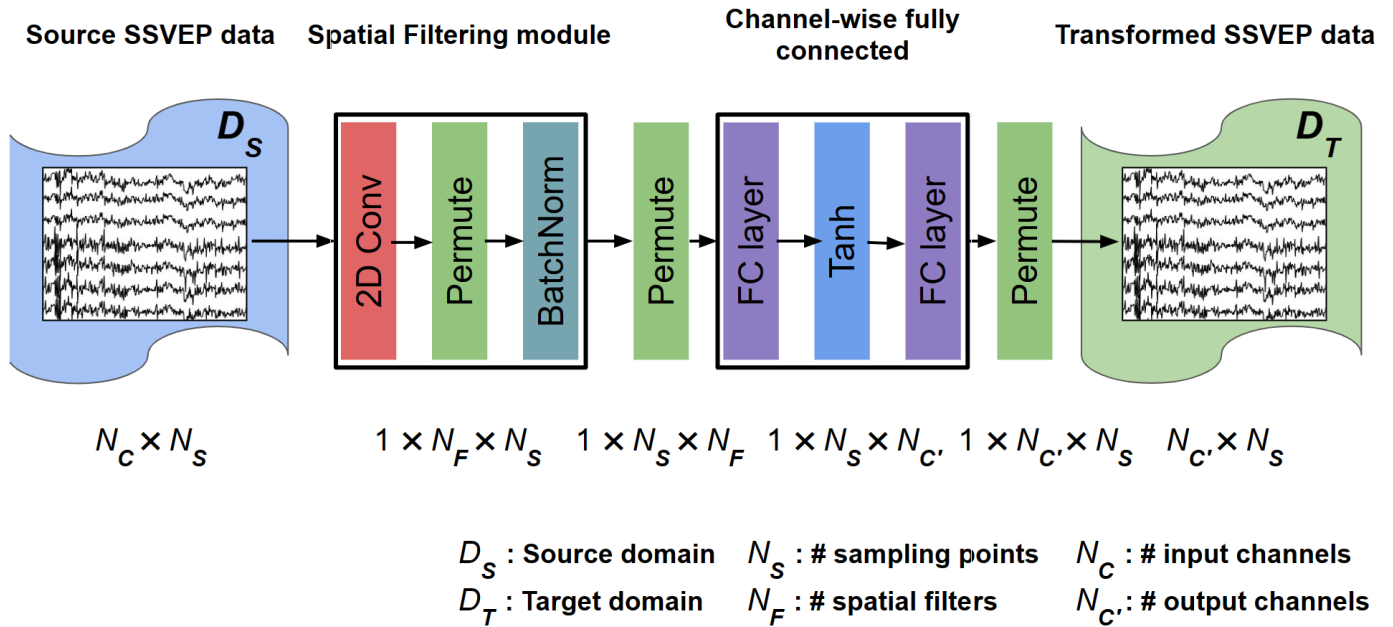 Source SSVEP data
Spatial Filtering module
Channel-wise fully
connected
Transformed SSVEP data
D_S
2D Conv
Permute
BatchNorm
Permute
FC layer
Tanh
FC layer
Permute
D_T
N_C × N_S
1 × N_F × N_S
1 × N_S × N_F
1 × N_S × N_C'
1 × N_C' × N_S
N_C' × N_S
D_S : Source domain
N_S : # sampling points
N_C : # input channels
D_T : Target domain
N_F : # spatial filters
N_C' : # output channels